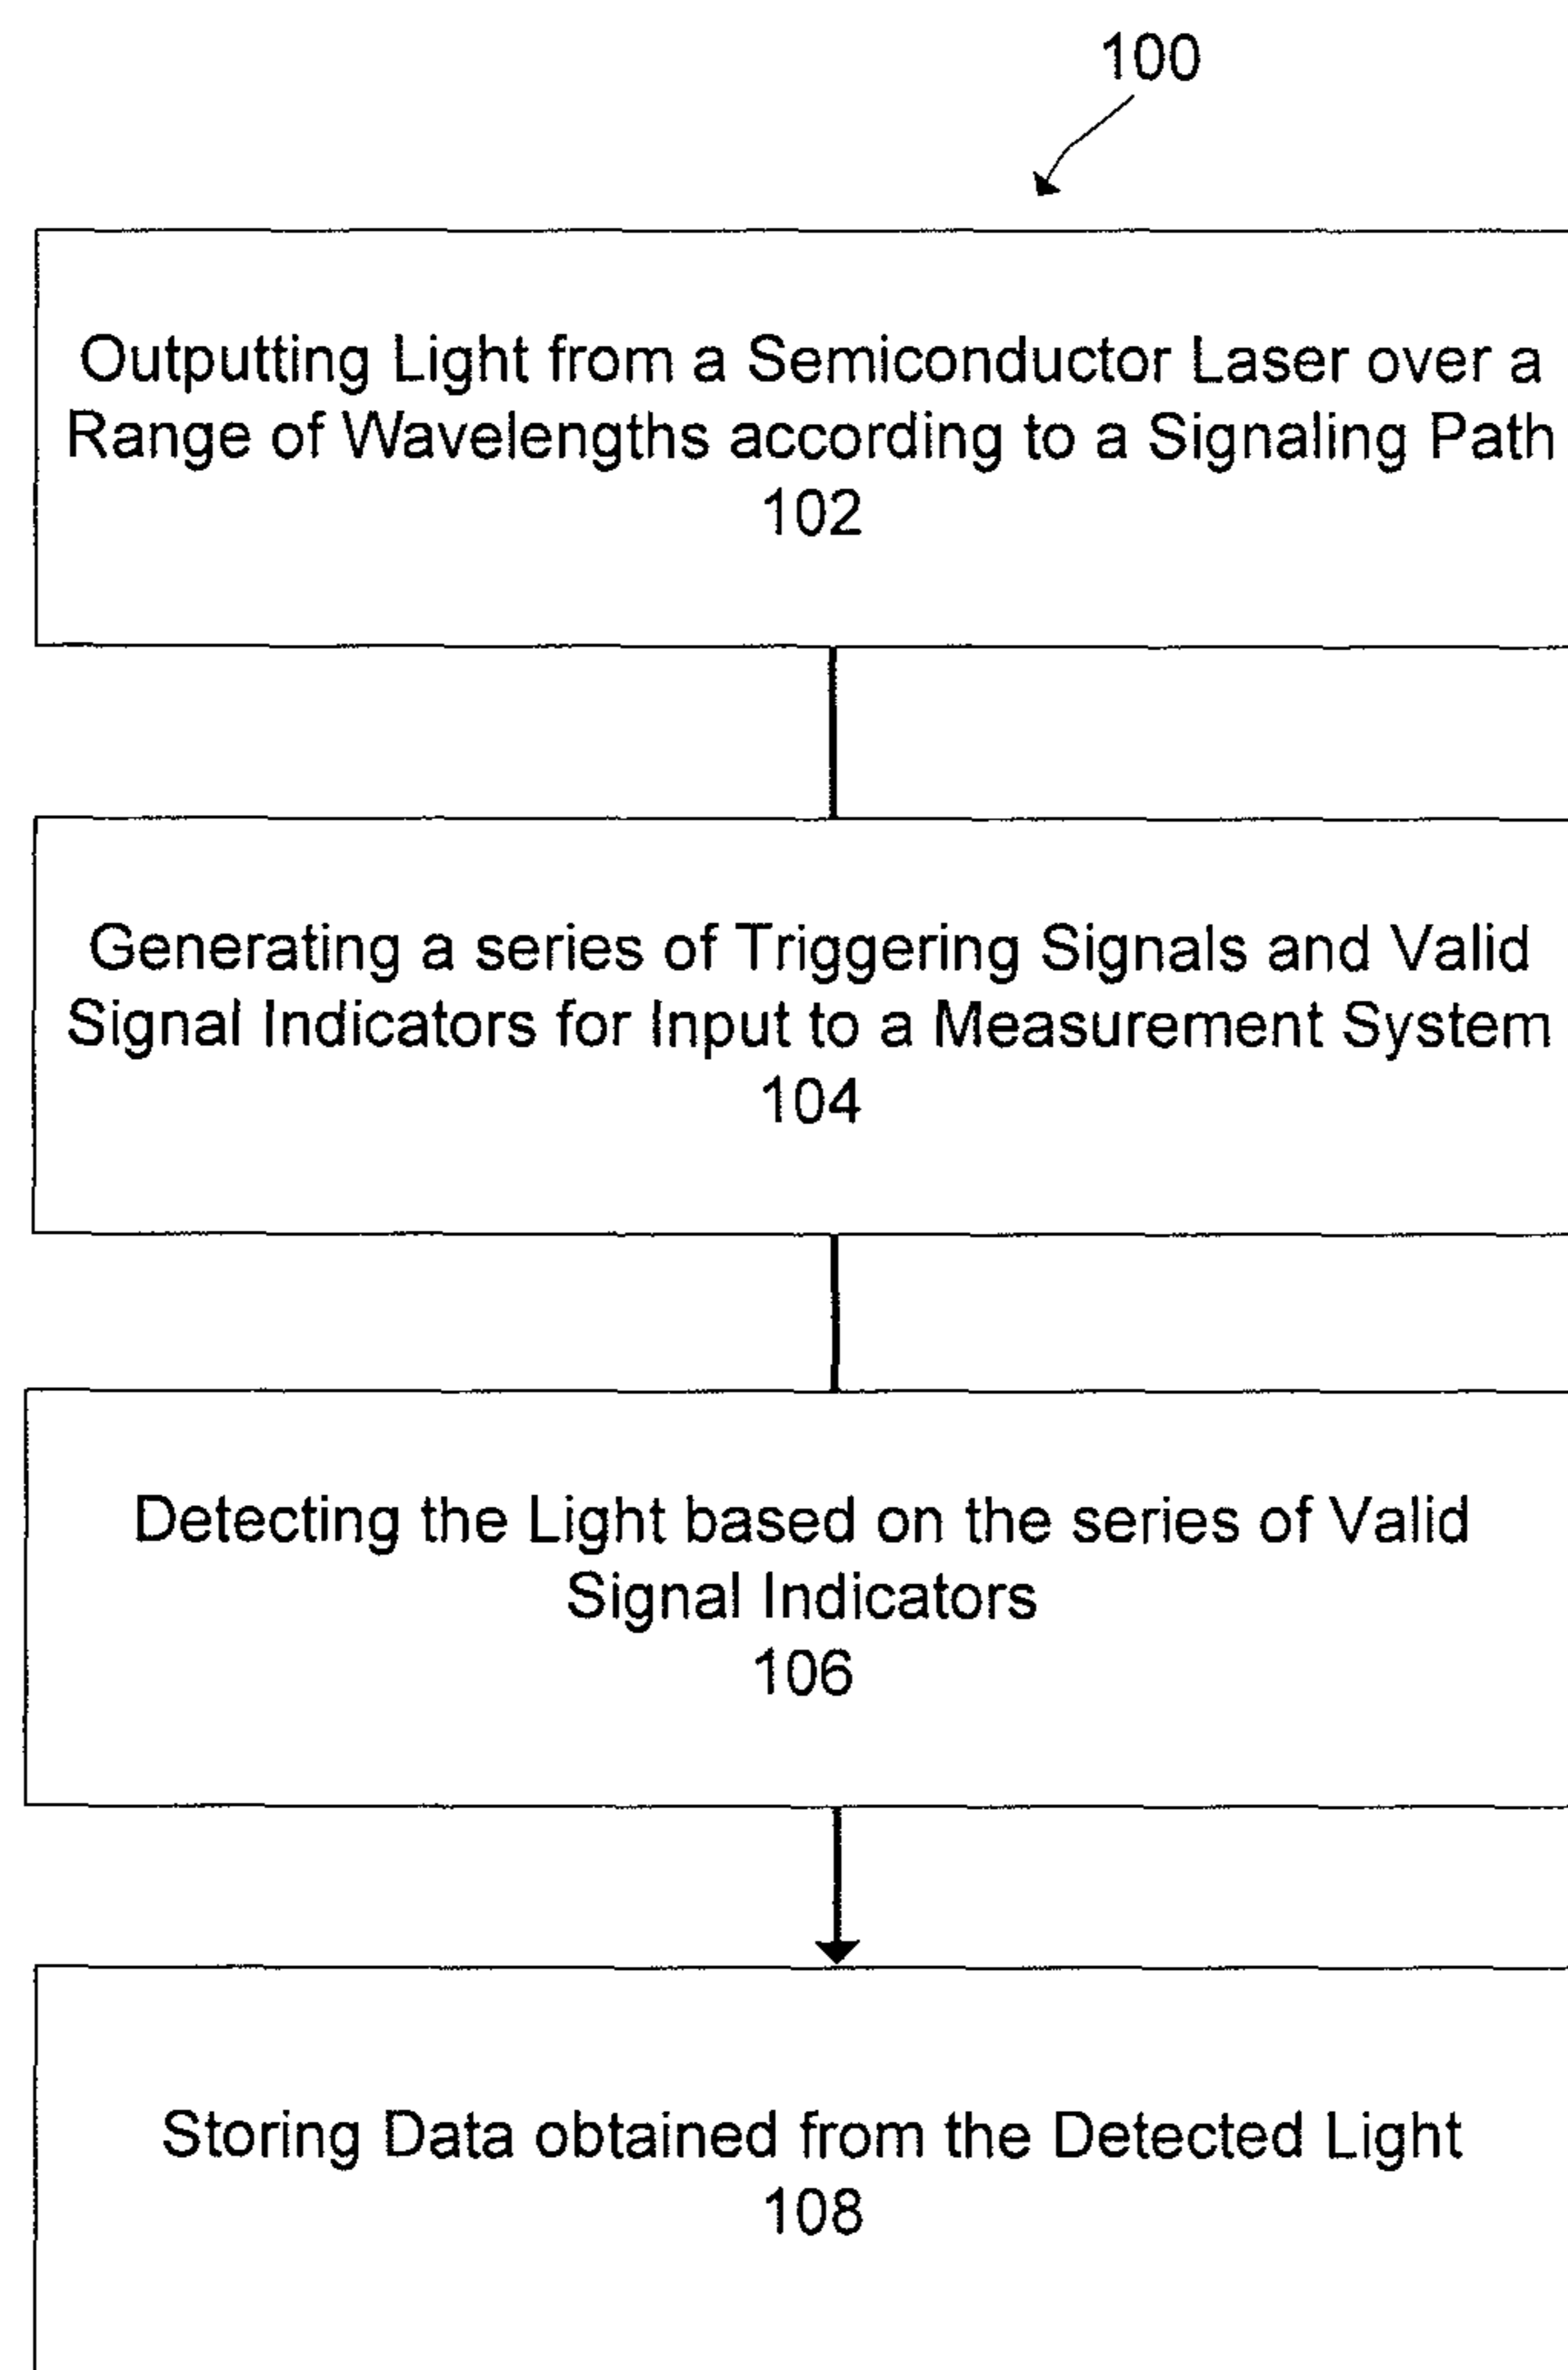 100
Outputting Light from a Semiconductor Laser over a
Range of Wavelengths according to a Signaling Path
102
Generating a series of Triggering Signals and Valid
Signal Indicators for Input to a Measurement System
104
Detecting the Light based on the series of Valid
Signal Indicators
106
Storing Data obtained from the Detected Light
108